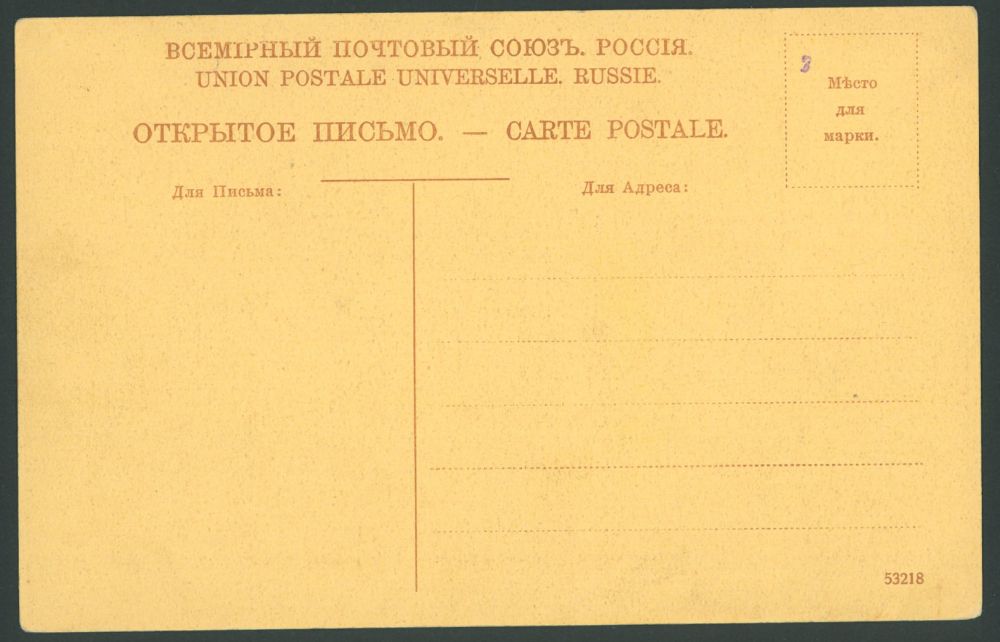 ВСЕМІРНЫЙ ПОЧТОВЫЙ СОЮЗЪ. РОССІЯ.
UNION POSTALE UNIVERSELLE. RUSSIE.
ОТКРЫТОЕ ПИСЬМО. — CARTE POSTALE.
3
Мѣсто
для
марки.
Для Письма:
Для Адреса:
53218